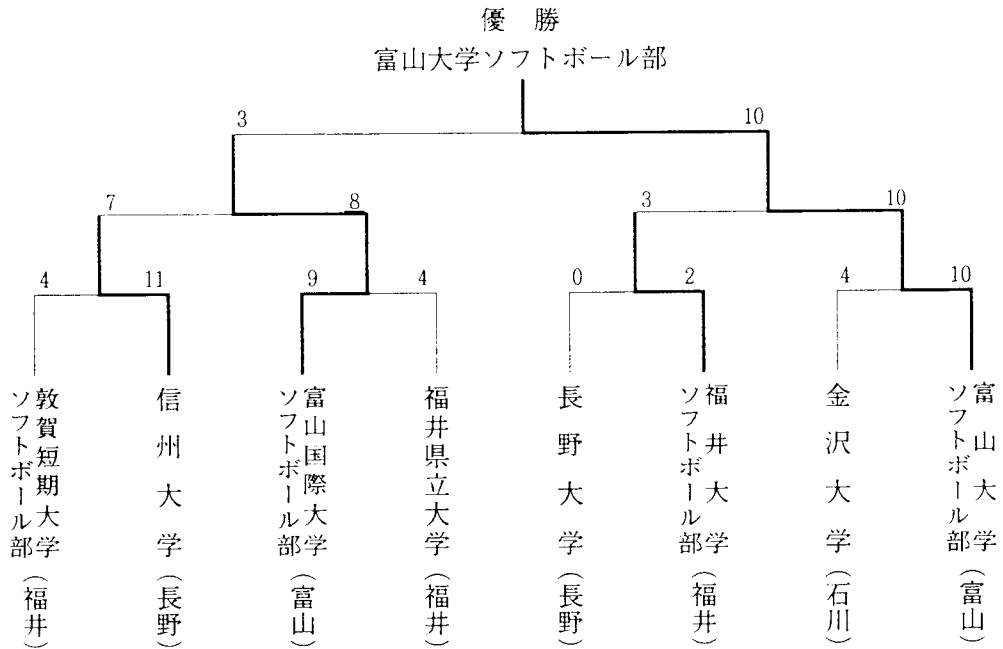 優勝
富山大学ソフトボール部
3
10
7
8
3
10
4
11
9
4
0
2
4
10
敦賀短期大学
ソフトボール部
（福井）
信州大学（長野）
富山国際大学
ソフトボール部
（富山）
福井県立大学（福井）
長野大学（長野）
福井大学
ソフトボール部
（福井）
金沢大学（石川）
富山大学
ソフトボール部
（富山）